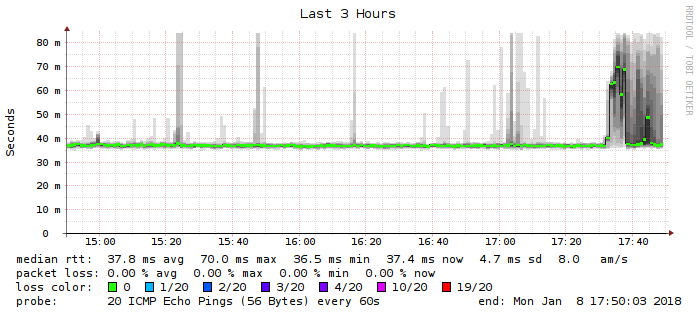 Last 3 Hours
RRDTOOL / TOBI OETIKER
Seconds
80 m
70 m
60 m
50 m
40 m
30 m
20 m
10 m
0
15:00 15:20 15:40 16:00 16:20 16:40 17:00 17:20 17:40
median rtt: 37.8 ms avg 70.0 ms max 36.5 ms min 37.4 ms now 4.7 ms sd 8.0 am/s
packet loss: 0.00 % avg 0.00 % max 0.00 % min 0.00 % now
loss color: 0 1/20 2/20 3/20 4/20 10/20 19/20
probe: 20 ICMP Echo Pings (56 Bytes) every 60s end: Mon Jan 8 17:50:03 2018